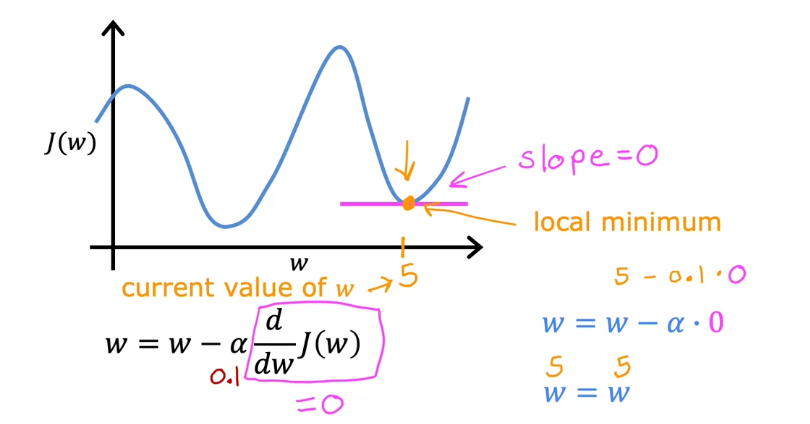 J(w)
slope=0
local minimum
w
5
current value of w →
5 - 0.1 · 0
w = w − α d/dw J(w)
0.1
=0
w = w − α · 0
5 5
w = w